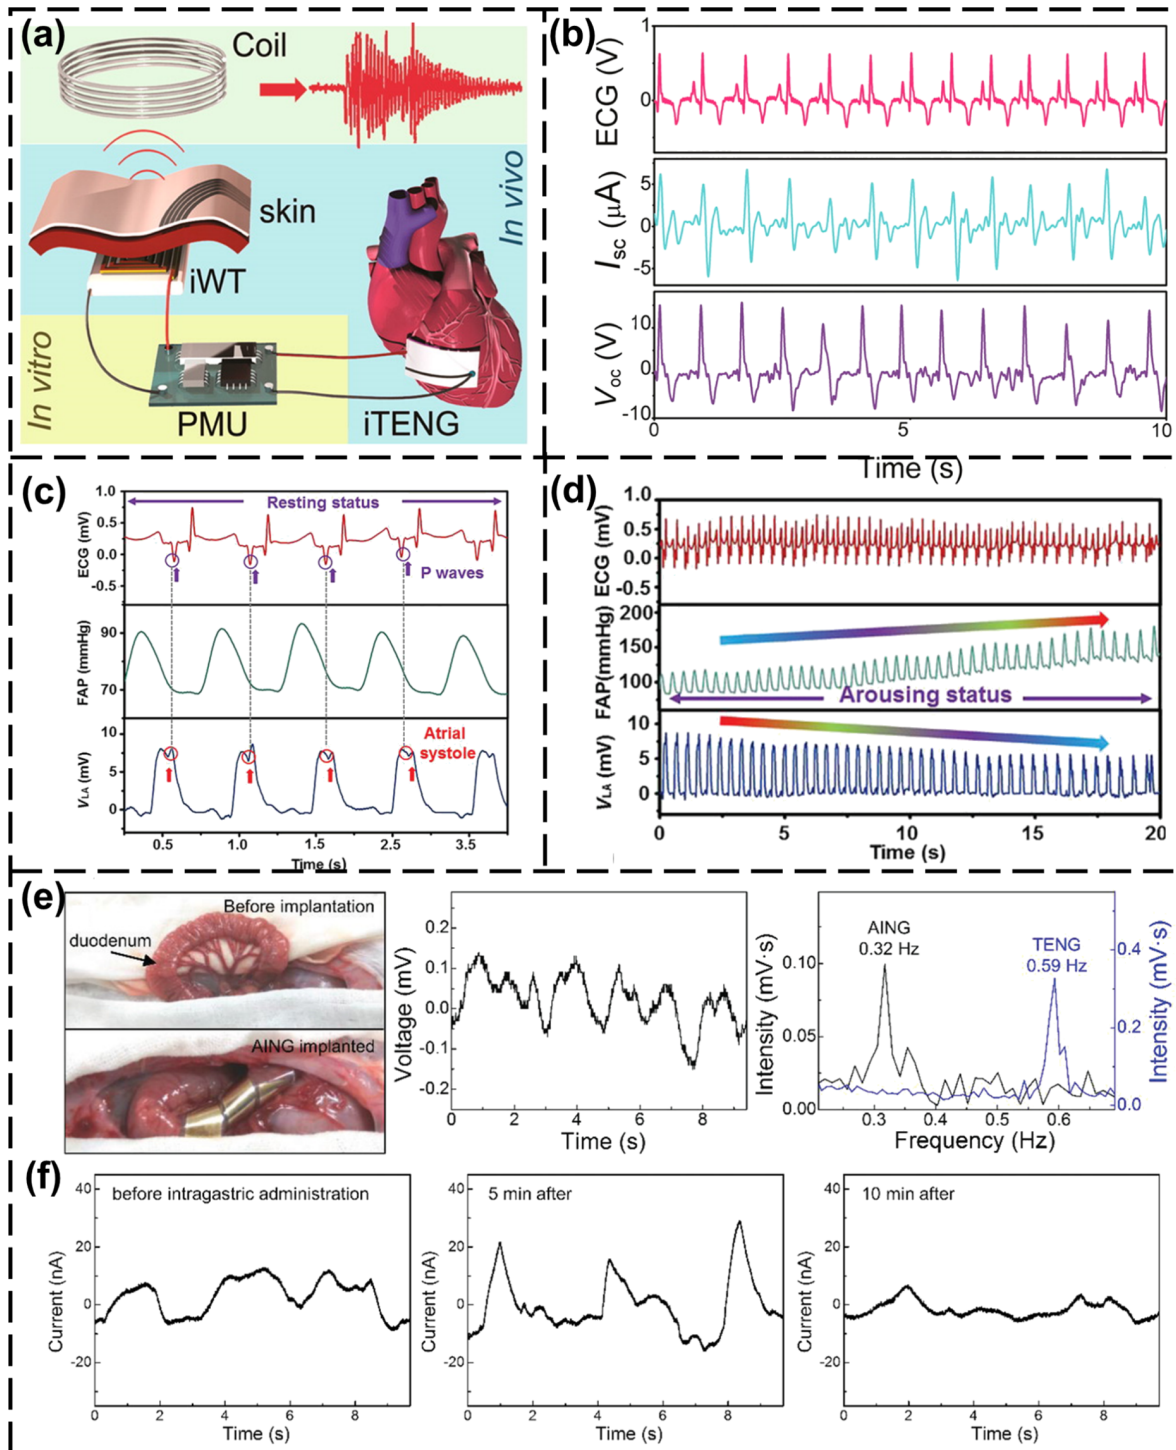 (a)
Coil
skin
In vivo
iWT
In vitro
PMU
iTENG
(b)
ECG (V)
1
0
Isc (µA)
5
0
-5
Voc (V)
10
0
-10
0
5
10
Time (s)
(c)
ECG (mV)
1.0
0.5
0.0
-0.5
Resting status
P waves
FAP (mmHg)
90
70
VLA (mV)
10
5
0
Atrial
systole
0.5
1.0
1.5
2.5
3.5
Time (s)
(d)
ECG (mV)
1.0
0.5
0.0
-0.5
FAP(mmHg)
200
150
100
Arousing status
VLA (mV)
10
5
0
0
5
10
15
20
Time (s)
(e)
Before implantation
duodenum
AING implanted
Voltage (mV)
0.2
0.1
0.0
-0.1
-0.2
0
2
4
6
8
Time (s)
Intensity (mV·s)
0.10
0.05
0.00
AING
0.32 Hz
TENG
0.59 Hz
0.4
0.2
0.0
Intensity (mV·s)
0.3
0.4
0.5
0.6
Frequency (Hz)
(f)
before intragastric administration
Current (nA)
40
20
0
-20
0
2
4
6
8
Time (s)
5 min after
Current (nA)
40
20
0
-20
0
2
4
6
8
Time (s)
10 min after
Current (nA)
40
20
0
-20
0
2
4
6
8
Time (s)